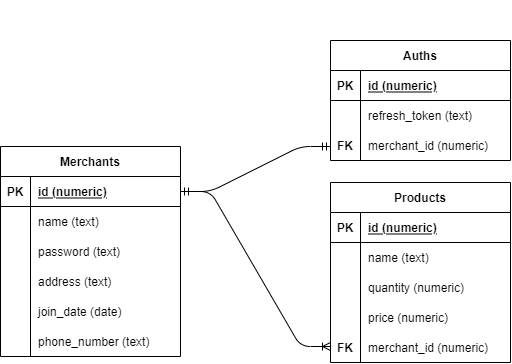 Auths
PK id (numeric)
refresh_token (text)
FK merchant_id (numeric)
Merchants
PK id (numeric)
name (text)
password (text)
address (text)
join_date (date)
phone_number (text)
Products
PK id (numeric)
name (text)
quantity (numeric)
price (numeric)
FK merchant_id (numeric)